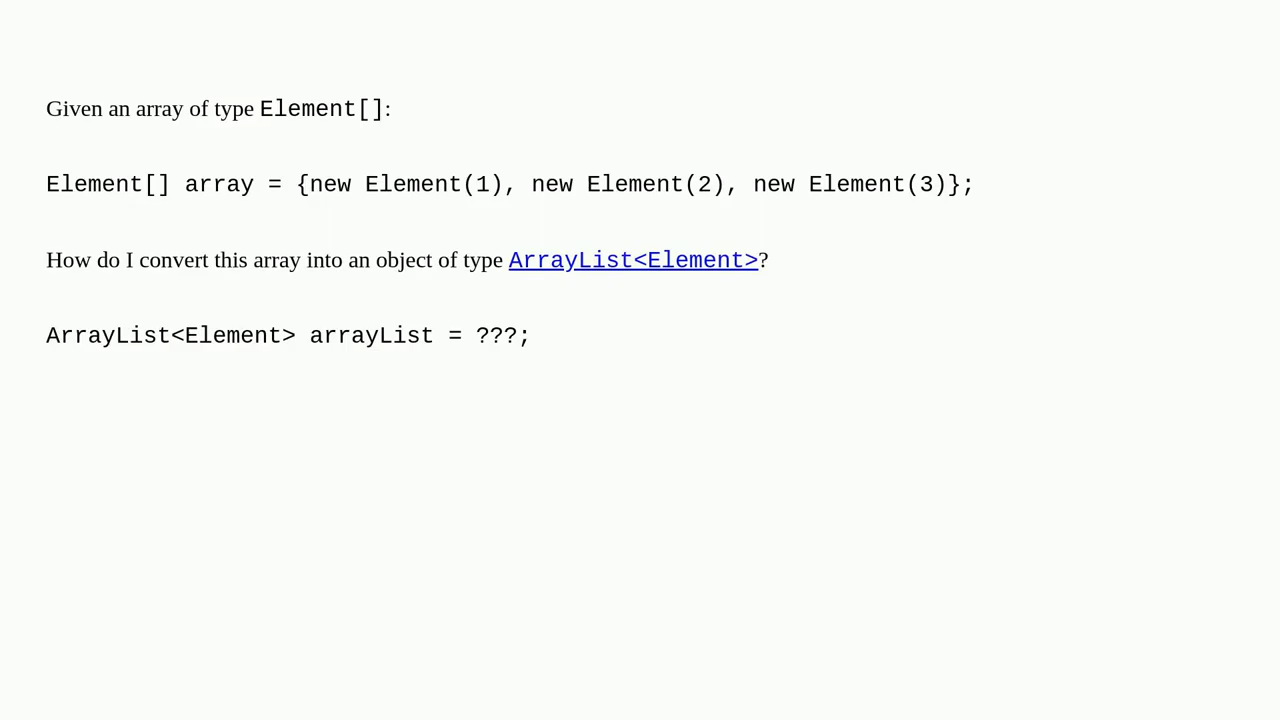 Given an array of type Element[]:
Element[] array = {new Element(1), new Element(2), new Element(3)};
How do I convert this array into an object of type ArrayList<Element>?
ArrayList<Element> arrayList = ???;